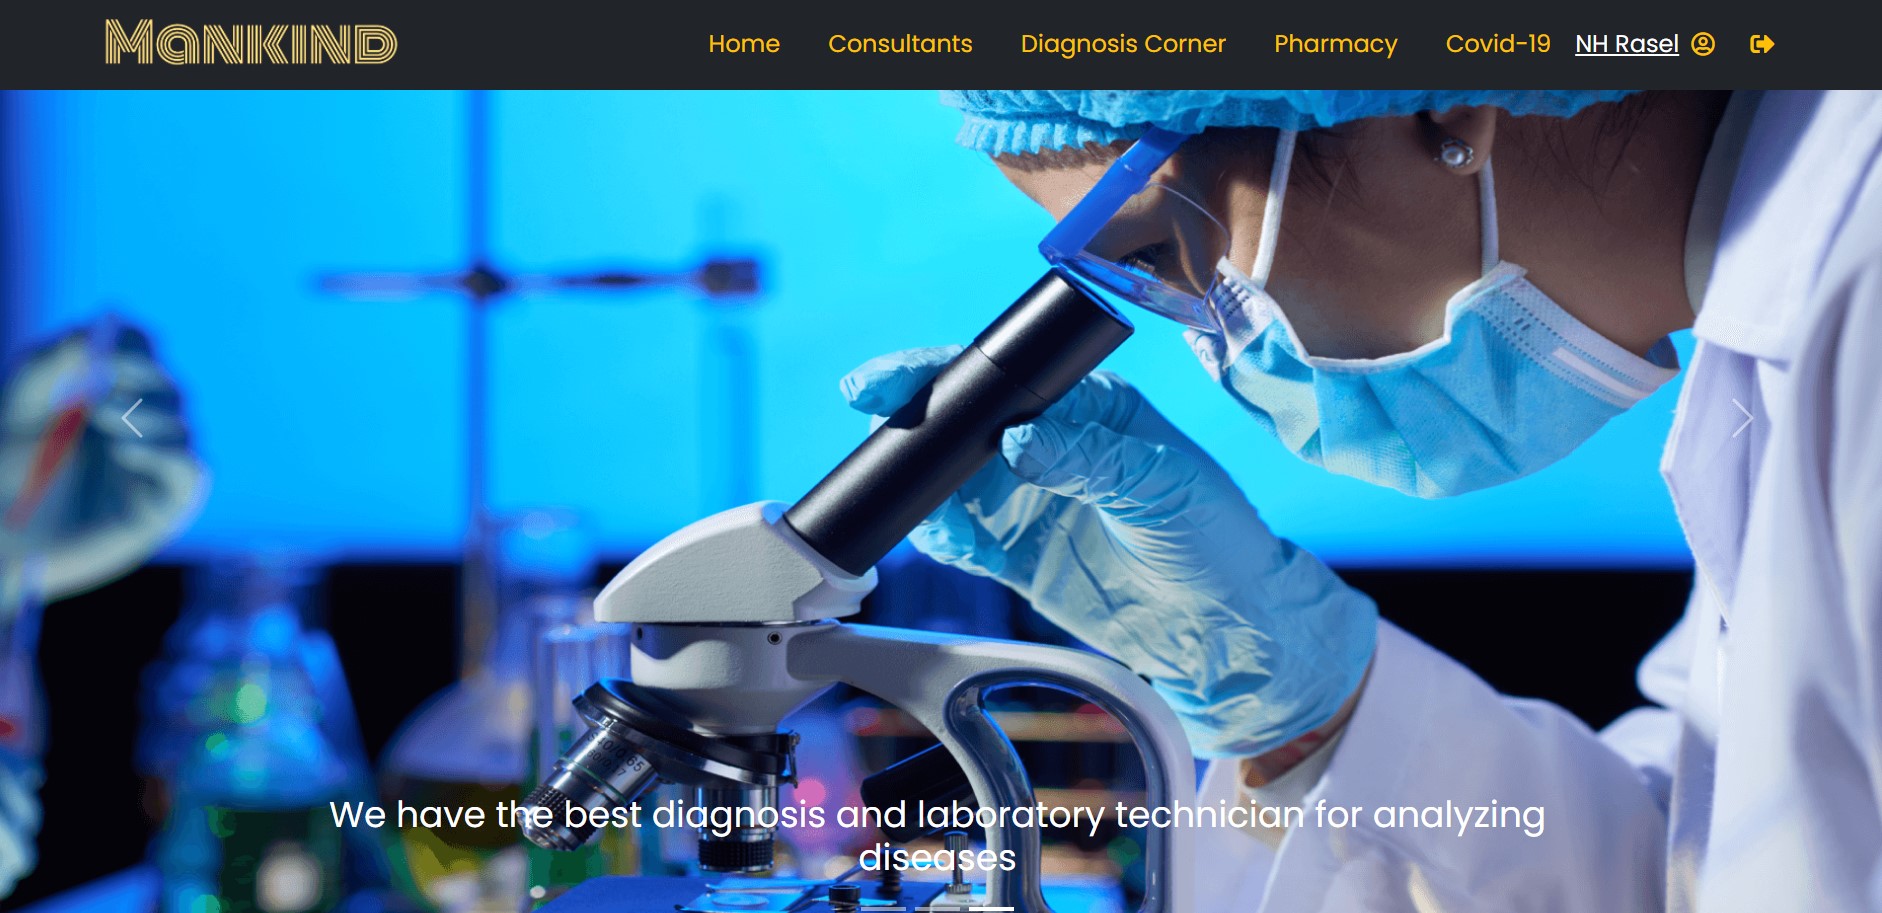 Mankind
Home Consultants Diagnosis Corner Pharmacy Covid-19 NH Rasel
We have the best diagnosis and laboratory technician for analyzing
diseases